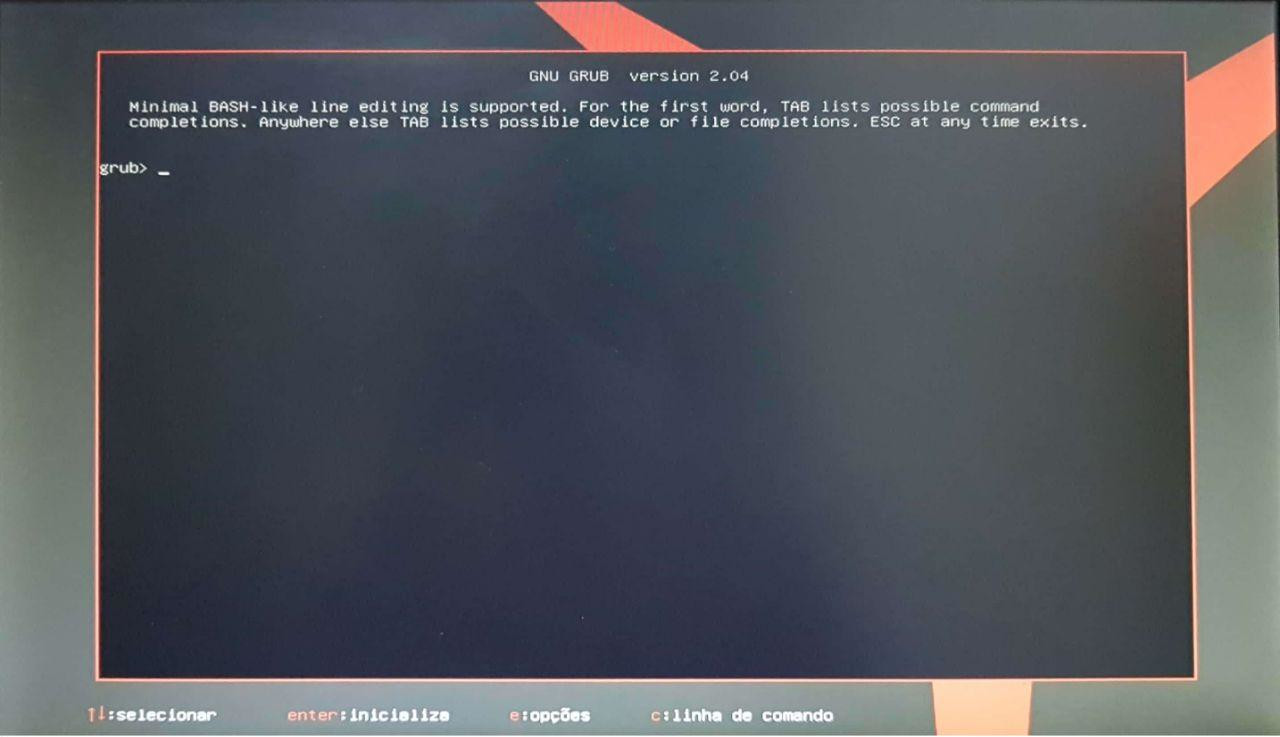 GNU GRUB  version 2.04
Minimal BASH-like line editing is supported. For the first word, TAB lists possible command
completions. Anywhere else TAB lists possible device or file completions. ESC at any time exits.
grub> _
↑↓:selecionar enter:inicialize e:opções c:linha de comando